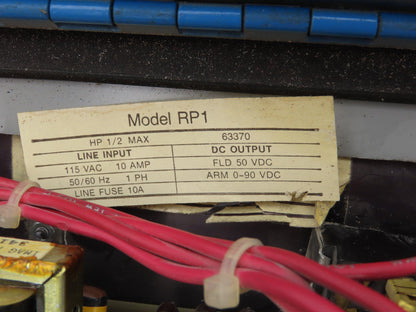 Model RP1
HP 1/2 MAX 63370
LINE INPUT DC OUTPUT
115 VAC 10 AMP FLD 50 VDC
50/60 Hz 1 PH ARM 0-90 VDC
LINE FUSE 10A